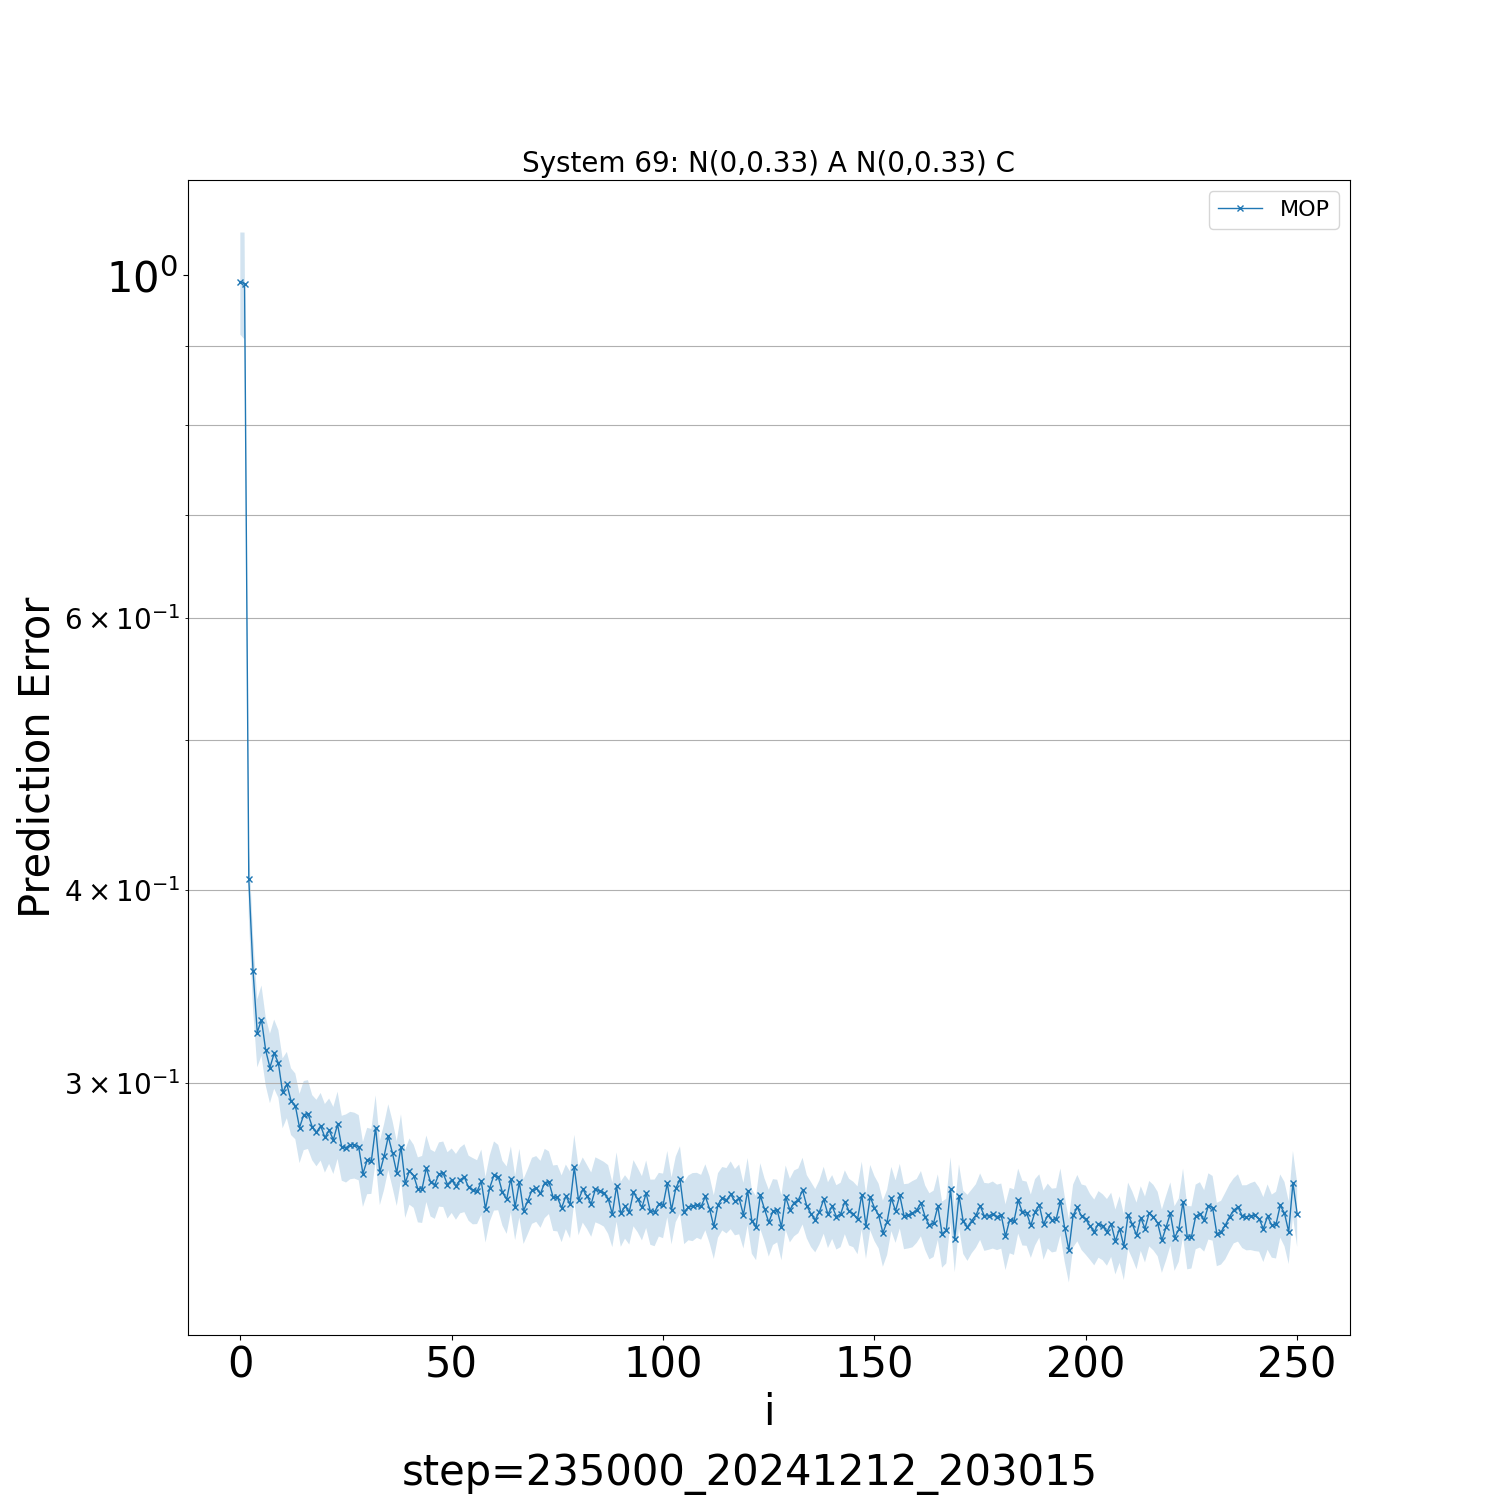 System 69: N(0,0.33) A N(0,0.33) C
MOP
10⁰
6 × 10⁻¹
4 × 10⁻¹
3 × 10⁻¹
Prediction Error
0 50 100 150 200 250
i
step=235000_20241212_203015